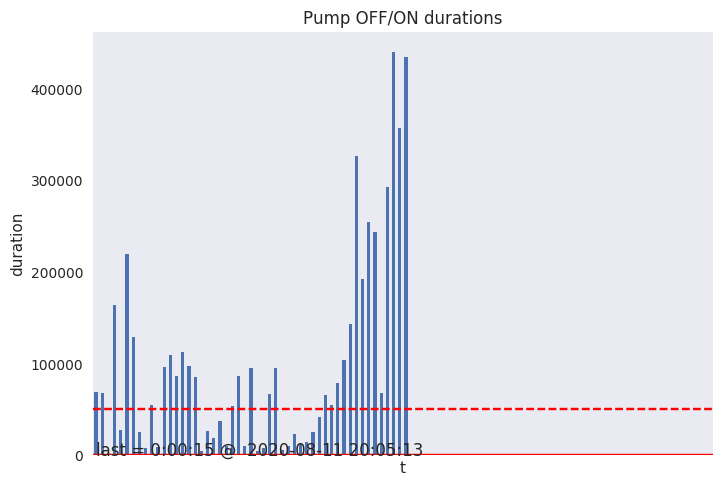 Pump OFF/ON durations
duration
400000
300000
200000
100000
0
last = 0:00:15 @ 2020-08-11 20:05:13
t